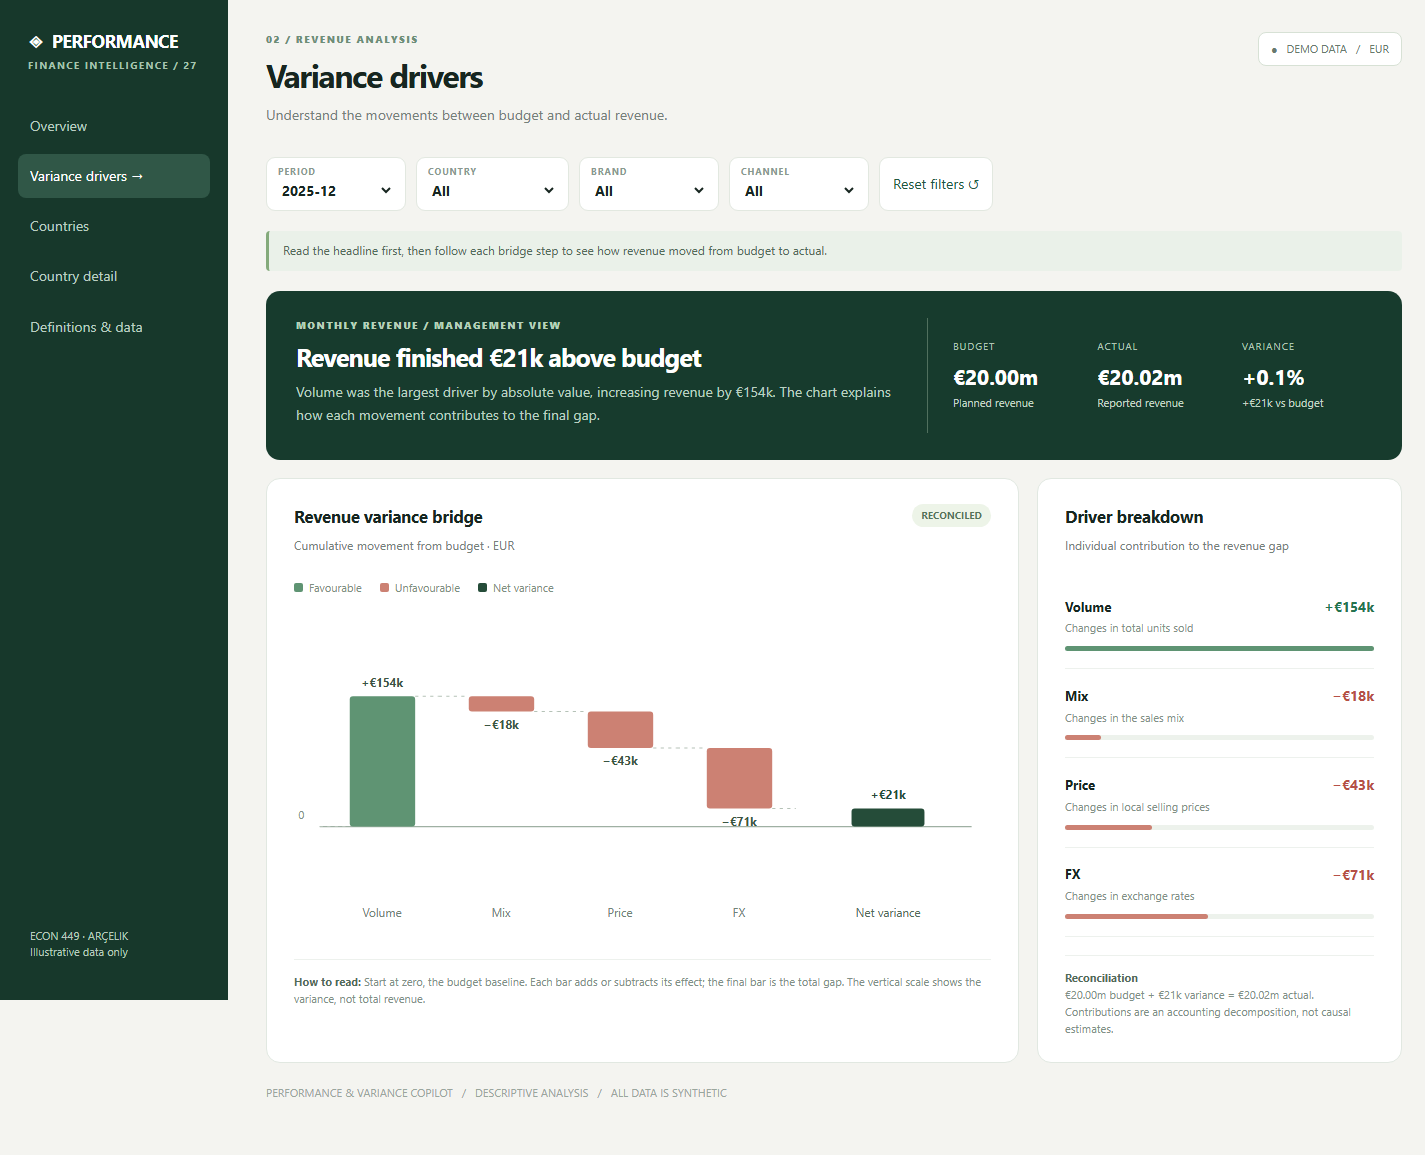 ◈ PERFORMANCE
FINANCE INTELLIGENCE / 27
Overview
Variance drivers →
Countries
Country detail
Definitions & data
ECON 449 · ARÇELIK
Illustrative data only
02 / REVENUE ANALYSIS
Variance drivers
Understand the movements between budget and actual revenue.
● DEMO DATA / EUR
PERIOD
2025-12
COUNTRY
All
BRAND
All
CHANNEL
All
Reset filters ↺
Read the headline first, then follow each bridge step to see how revenue moved from budget to actual.
MONTHLY REVENUE / MANAGEMENT VIEW
Revenue finished €21k above budget
Volume was the largest driver by absolute value, increasing revenue by €154k. The chart explains
how each movement contributes to the final gap.
BUDGET
€20.00m
Planned revenue
ACTUAL
€20.02m
Reported revenue
VARIANCE
+0.1%
+€21k vs budget
Revenue variance bridge
RECONCILED
Cumulative movement from budget · EUR
Favourable
Unfavourable
Net variance
+€154k
−€18k
−€43k
−€71k
+€21k
0
Volume
Mix
Price
FX
Net variance
How to read: Start at zero, the budget baseline. Each bar adds or subtracts its effect; the final bar is the total gap. The vertical scale shows the
variance, not total revenue.
Driver breakdown
Individual contribution to the revenue gap
Volume
+€154k
Changes in total units sold
Mix
−€18k
Changes in the sales mix
Price
−€43k
Changes in local selling prices
FX
−€71k
Changes in exchange rates
Reconciliation
€20.00m budget + €21k variance = €20.02m actual.
Contributions are an accounting decomposition, not causal
estimates.
PERFORMANCE & VARIANCE COPILOT / DESCRIPTIVE ANALYSIS / ALL DATA IS SYNTHETIC